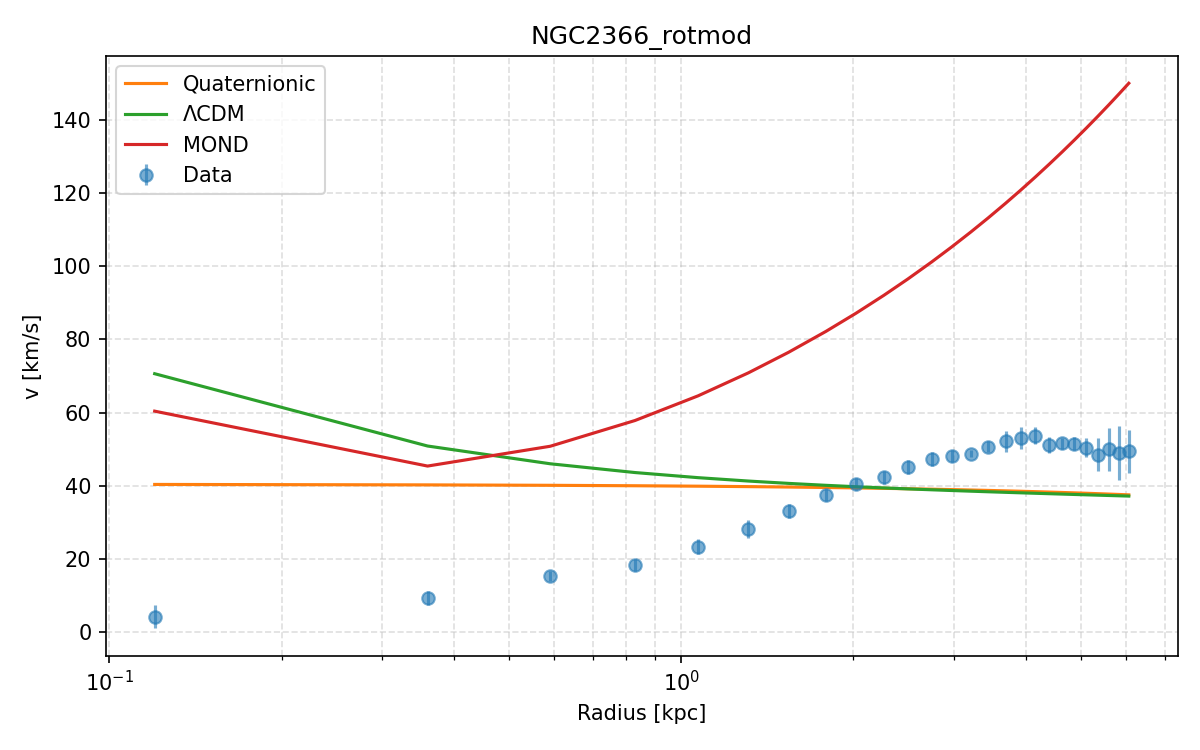 NGC2366_rotmod
Quaternionic
ΛCDM
MOND
Data
v [km/s]
140
120
100
80
60
40
20
0
10⁻¹
10⁰
Radius [kpc]